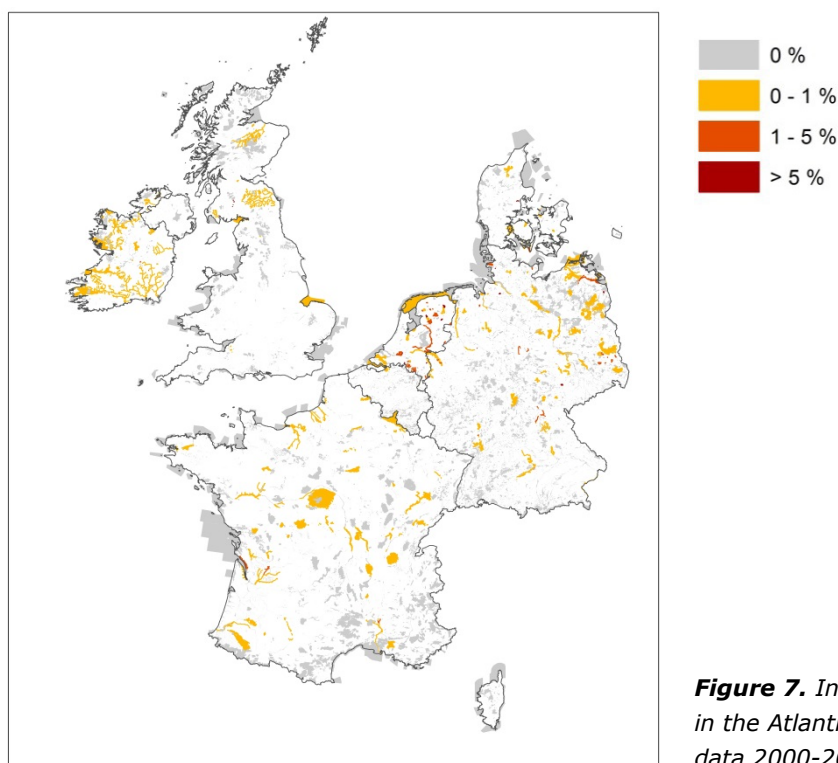 0 %
0 - 1 %
1 - 5 %
> 5 %
Figure 7. In
in the Atlanti
data 2000-20